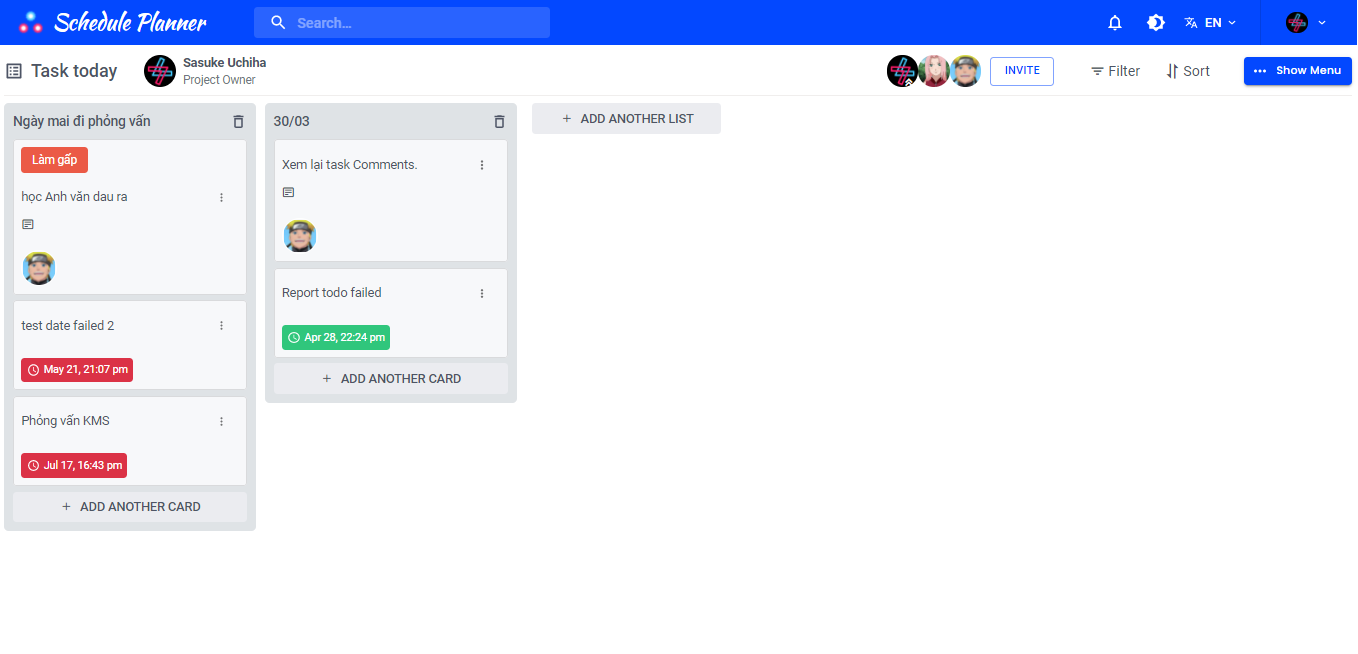 Schedule Planner
Search...
EN
Task today
Sasuke Uchiha
Project Owner
INVITE
Filter
Sort
Show Menu
Ngày mai đi phỏng vấn
Làm gấp
học Anh văn dau ra
test date failed 2
May 21, 21:07 pm
Phỏng vấn KMS
Jul 17, 16:43 pm
+ ADD ANOTHER CARD
30/03
Xem lại task Comments.
Report todo failed
Apr 28, 22:24 pm
+ ADD ANOTHER CARD
+ ADD ANOTHER LIST